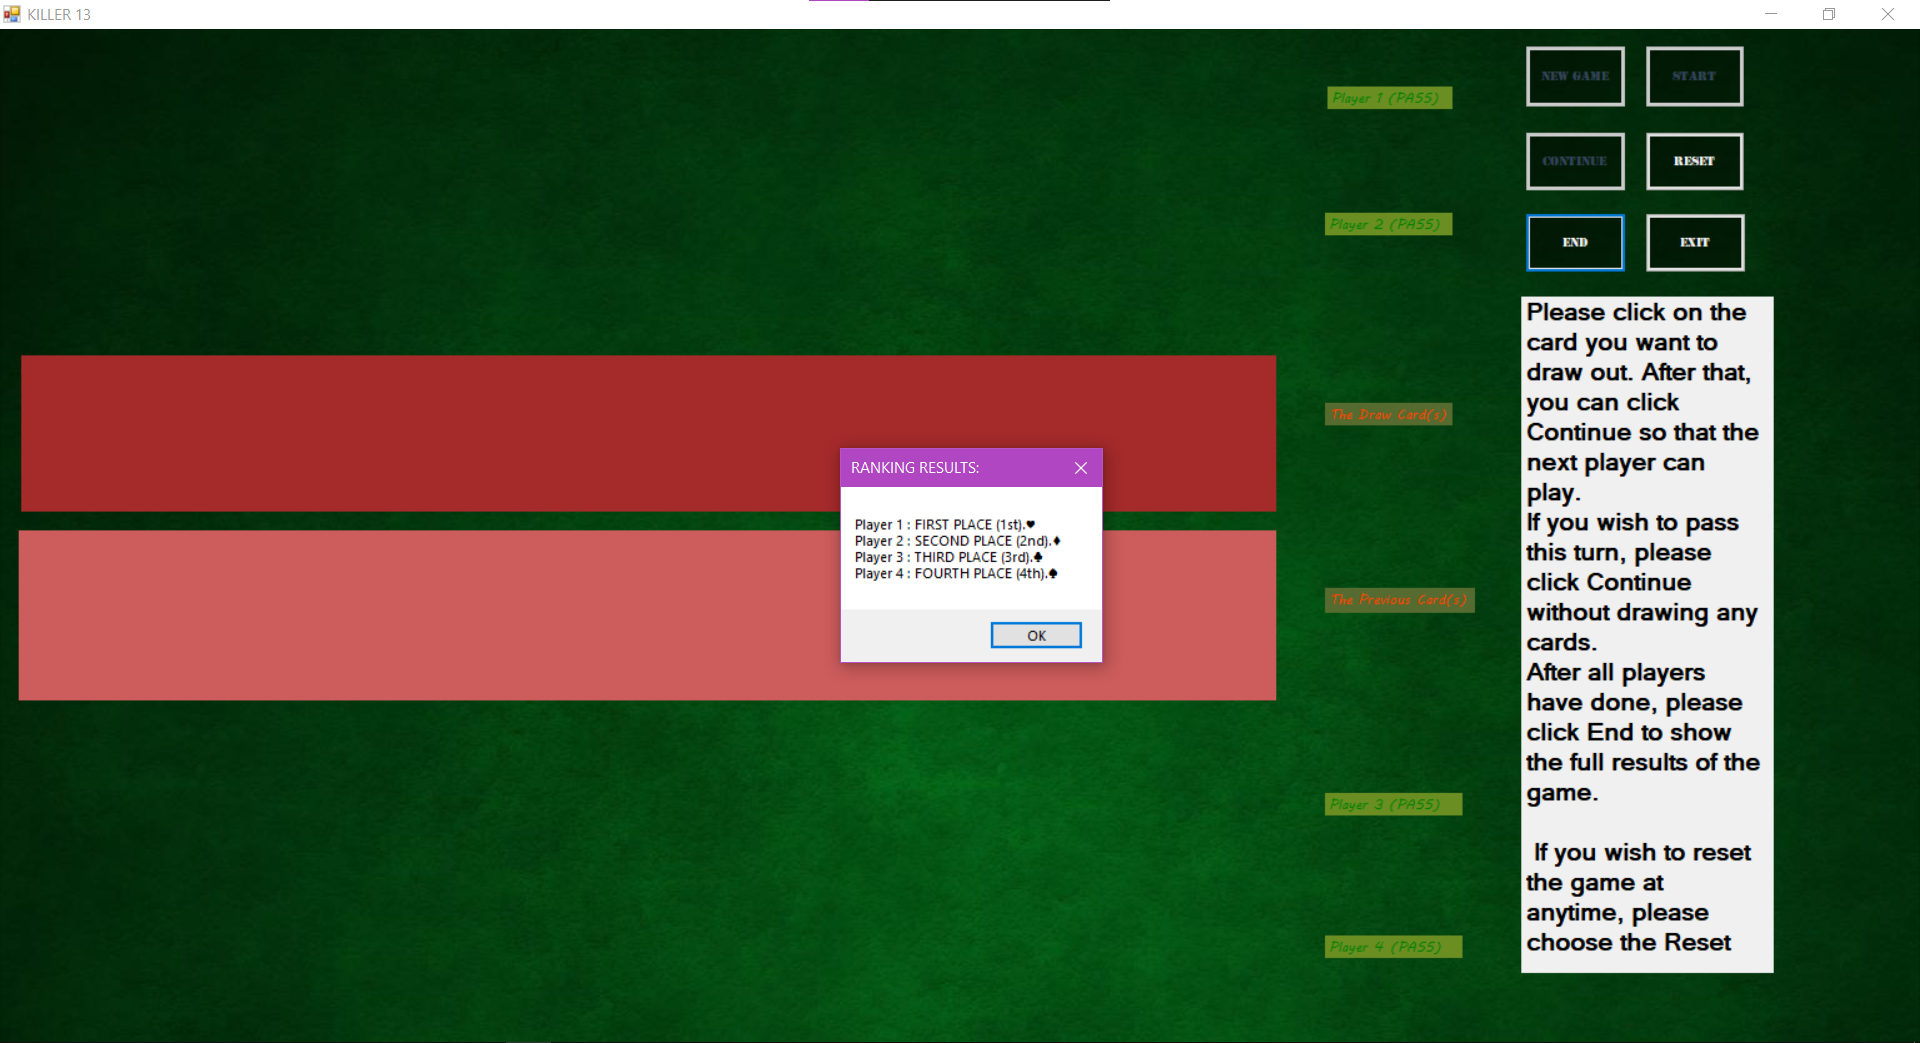 KILLER 13
NEW GAME
START
Player 1 (PASS)
CONTINUE
RESET
Player 2 (PASS)
END
EXIT
Please click on the
card you want to
draw out. After that,
you can click
Continue so that the
next player can
play.
If you wish to pass
this turn, please
click Continue
without drawing any
cards.
After all players
have done, please
click End to show
the full results of the
game.
If you wish to reset
the game at
anytime, please
choose the Reset
The Draw Card(s)
RANKING RESULTS:
Player 1 : FIRST PLACE (1st).♥
Player 2 : SECOND PLACE (2nd).♦
Player 3 : THIRD PLACE (3rd).♣
Player 4 : FOURTH PLACE (4th).♠
OK
The Previous Card(s)
Player 3 (PASS)
Player 4 (PASS)